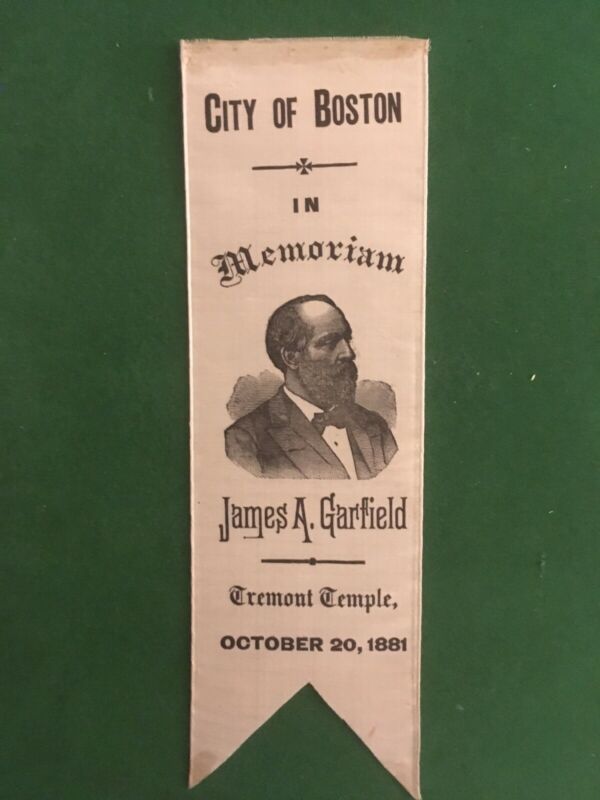 CITY OF BOSTON
IN
Memoriam
James A. Garfield
Tremont Temple,
OCTOBER 20, 1881